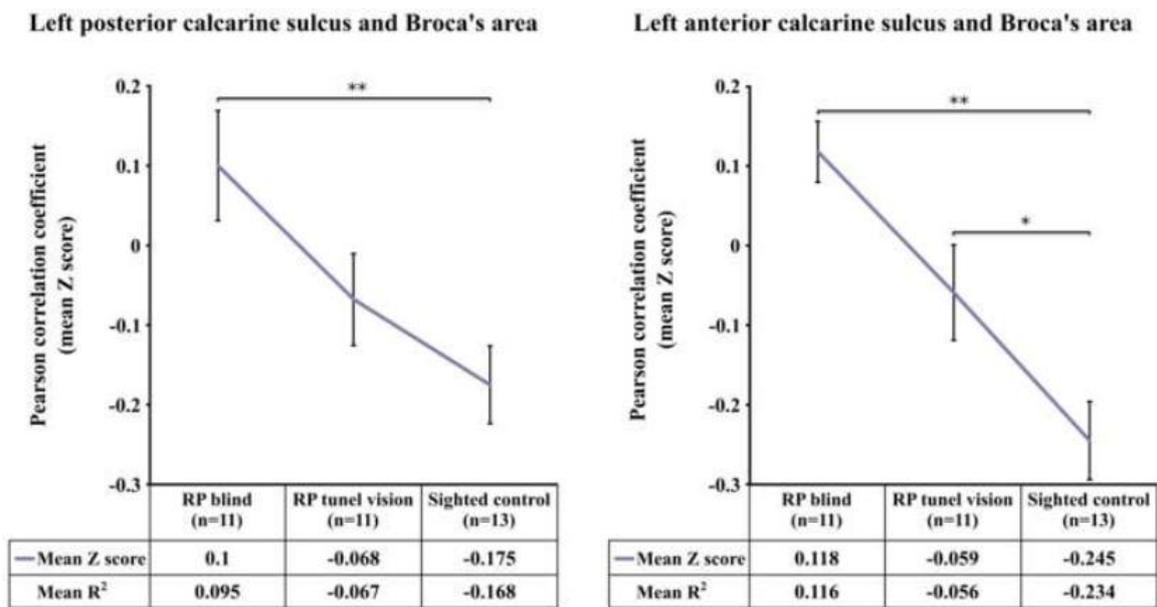 Left posterior calcarine sulcus and Broca's area
Pearson correlation coefficient
(mean Z score)
0.2
0.1
0
-0.1
-0.2
-0.3
**
RP blind
(n=11)
RP tunel vision
(n=11)
Sighted control
(n=13)
Mean Z score
0.1
-0.068
-0.175
Mean R²
0.095
-0.067
-0.168
Left anterior calcarine sulcus and Broca's area
Pearson correlation coefficient
(mean Z score)
0.2
0.1
0
-0.1
-0.2
-0.3
**
*
RP blind
(n=11)
RP tunel vision
(n=11)
Sighted control
(n=13)
Mean Z score
0.118
-0.059
-0.245
Mean R²
0.116
-0.056
-0.234